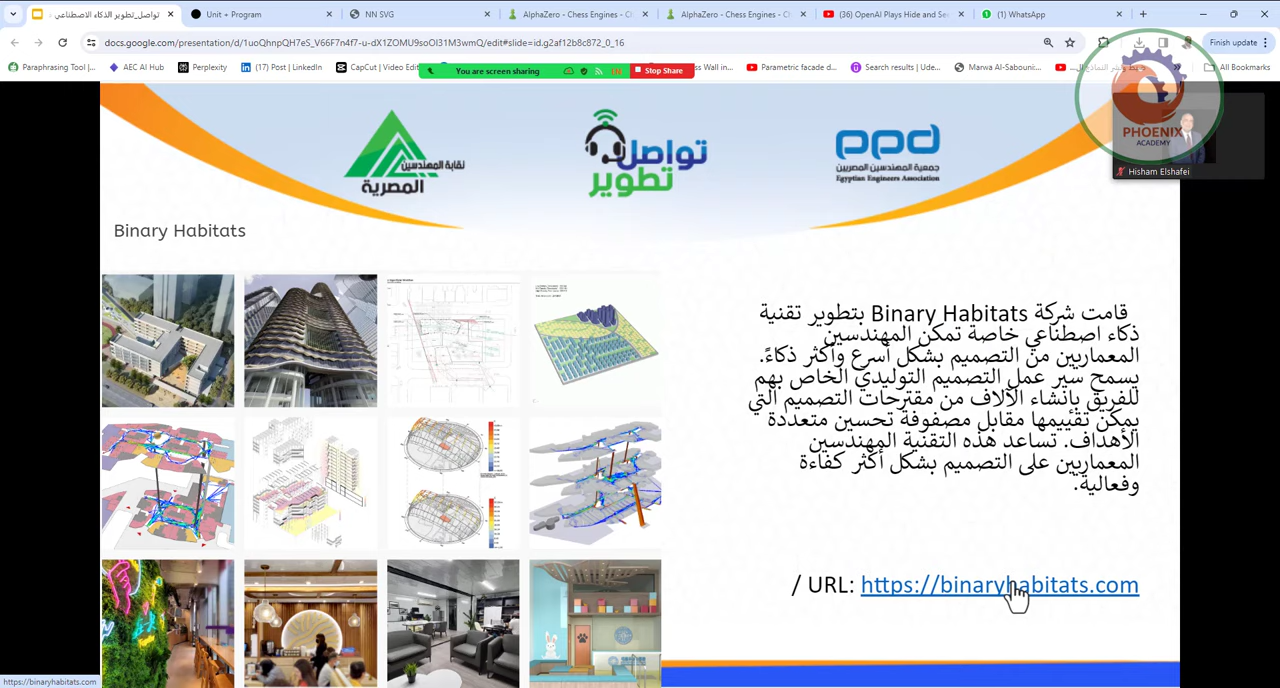 تواصل_تطوير الذكاء الاصطناعي
Unit + Program
NN SVG
AlphaZero - Chess Engines - C
AlphaZero - Chess Engines - C
(36) OpenAI Plays Hide and See
(1) WhatsApp
docs.google.com/presentation/d/1uoQhnpQH7eS_V66F7n4f7-u-dX1ZOMU9sOOl31M3wmQ/edit#slide=id.g2af12b8c872_0_16
Finish update
Paraphrasing Tool |...
AEC AI Hub
Perplexity
(17) Post | LinkedIn
CapCut / Video Edit
You are screen sharing
EN
Stop Share
ss Wall in...
Parametric facade d...
Search results | Ude...
Marwa Al-Sabouni:...
All Bookmarks
PHOENIX
ACADEMY
Hisham Elshafei
نقابة المهندسين
المصرية
تواصل
تطوير
ppd
جمعية المهندسين المصريين
Egyptian Engineers Association
Binary Habitats
قامت شركة Binary Habitats بتطوير تقنية
ذكاء اصطناعي خاصة تمكن المهندسين
المعماريين من التصميم بشكل أسرع وأكثر ذكاءً.
يسمح سير عمل التصميم التوليدي الخاص بهم
للفريق بإنشاء الآلاف من مقترحات التصميم التي
يمكن تقييمها مقابل مصفوفة تحسين متعددة
الأهداف. تساعد هذه التقنية المهندسين
المعماريين على التصميم بشكل أكثر كفاءة
وفعالية.
/ URL: https://binaryhabitats.com
https://binaryhabitats.com